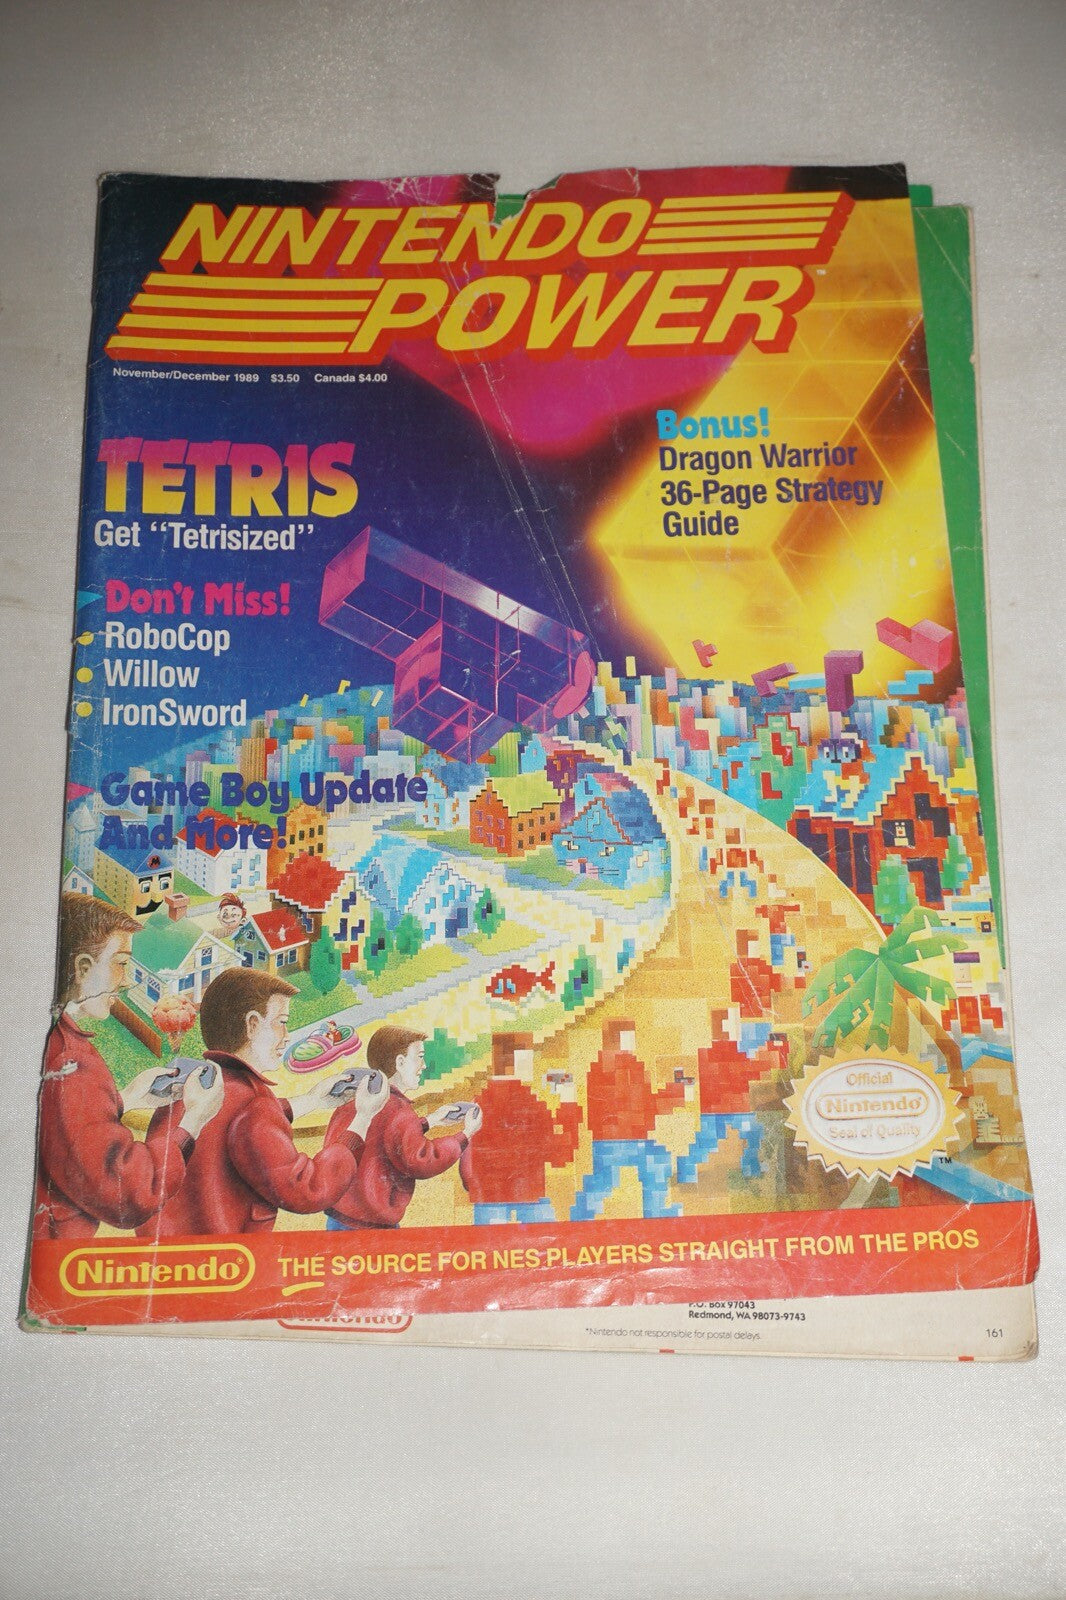 NINTENDO
POWER
TM
November/December 1989 $3.50 Canada $4.00
TETRIS
Get "Tetrisized"
Don't Miss!
RoboCop
Willow
IronSword
Game Boy Update
And More!
Bonus!
Dragon Warrior
36-Page Strategy
Guide
M
Official
Nintendo
Seal of Quality
TM
Nintendo
THE SOURCE FOR NES PLAYERS STRAIGHT FROM THE PROS
Nintendo
P.O. Box 97043
Redmond, WA 98073-9743
*Nintendo not responsible for postal delays.
161